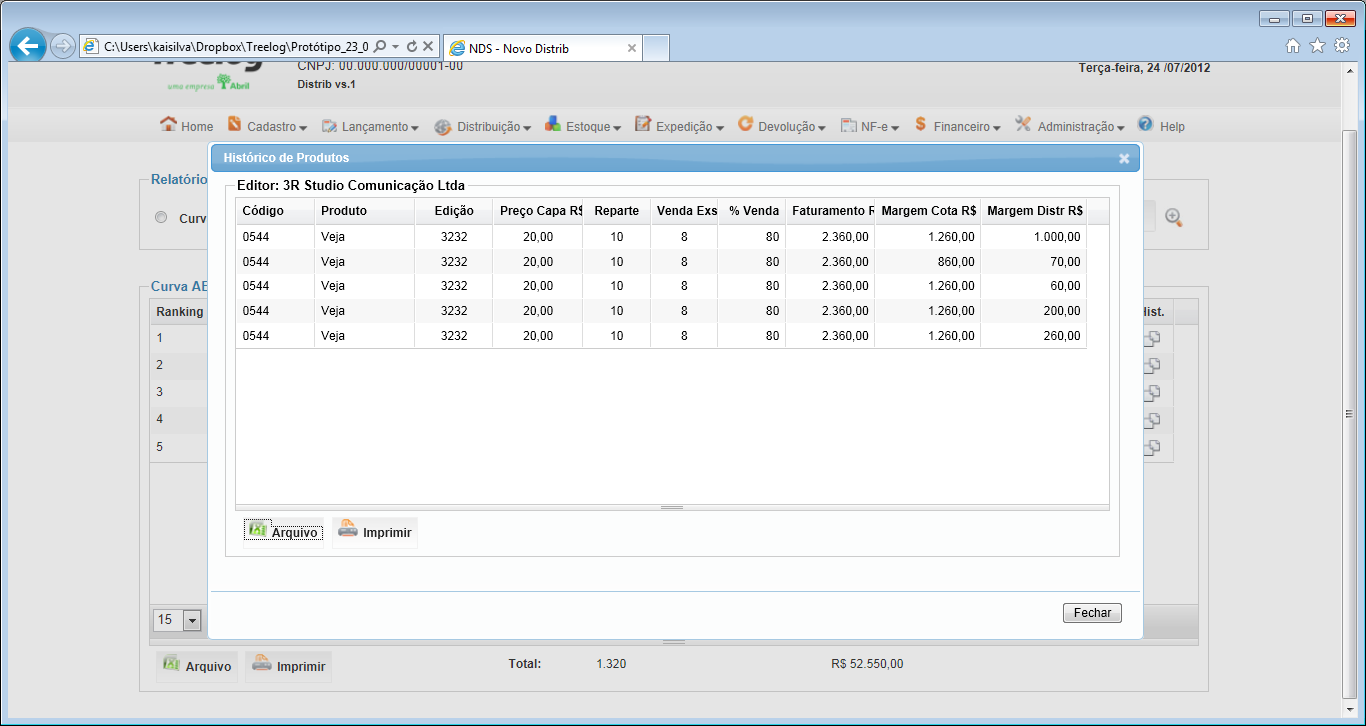 C:\Users\kaisilva\Dropbox\Treelog\Protótipo_23_0
NDS - Novo Distrib
uma empresa Abril
CNPJ: 00.000.000/00001-00
Distrib vs.1
Terça-feira, 24 /07/2012
Home Cadastro Lançamento Distribuição Estoque Expedição Devolução NF-e Financeiro Administração Help
Relatório
Curv
Histórico de Produtos
Editor: 3R Studio Comunicação Ltda
Código Produto Edição Preço Capa R$ Reparte Venda Exs % Venda Faturamento R Margem Cota R$ Margem Distr R$
0544 Veja 3232 20,00 10 8 80 2.360,00 1.260,00 1.000,00
0544 Veja 3232 20,00 10 8 80 2.360,00 860,00 70,00
0544 Veja 3232 20,00 10 8 80 2.360,00 1.260,00 60,00
0544 Veja 3232 20,00 10 8 80 2.360,00 1.260,00 200,00
0544 Veja 3232 20,00 10 8 80 2.360,00 1.260,00 260,00
Arquivo Imprimir
Fechar
Curva AB
Ranking
Hist.
1
2
3
4
5
15
Arquivo Imprimir
Total: 1.320 R$ 52.550,00